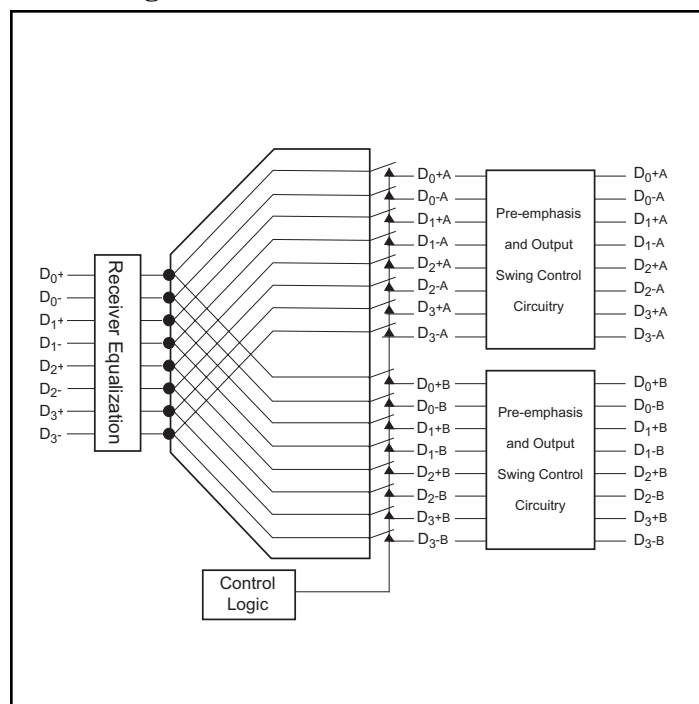 D0+
D0-
D1+
D1-
D2+
D2-
D3+
D3-
Receiver Equalization
Control
Logic
D0+A
D0-A
D1+A
D1-A
D2+A
D2-A
D3+A
D3-A
Pre-emphasis
and Output
Swing Control
Circuitry
D0+A
D0-A
D1+A
D1-A
D2+A
D2-A
D3+A
D3-A
D0+B
D0-B
D1+B
D1-B
D2+B
D2-B
D3+B
D3-B
Pre-emphasis
and Output
Swing Control
Circuitry
D0+B
D0-B
D1+B
D1-B
D2+B
D2-B
D3+B
D3-B